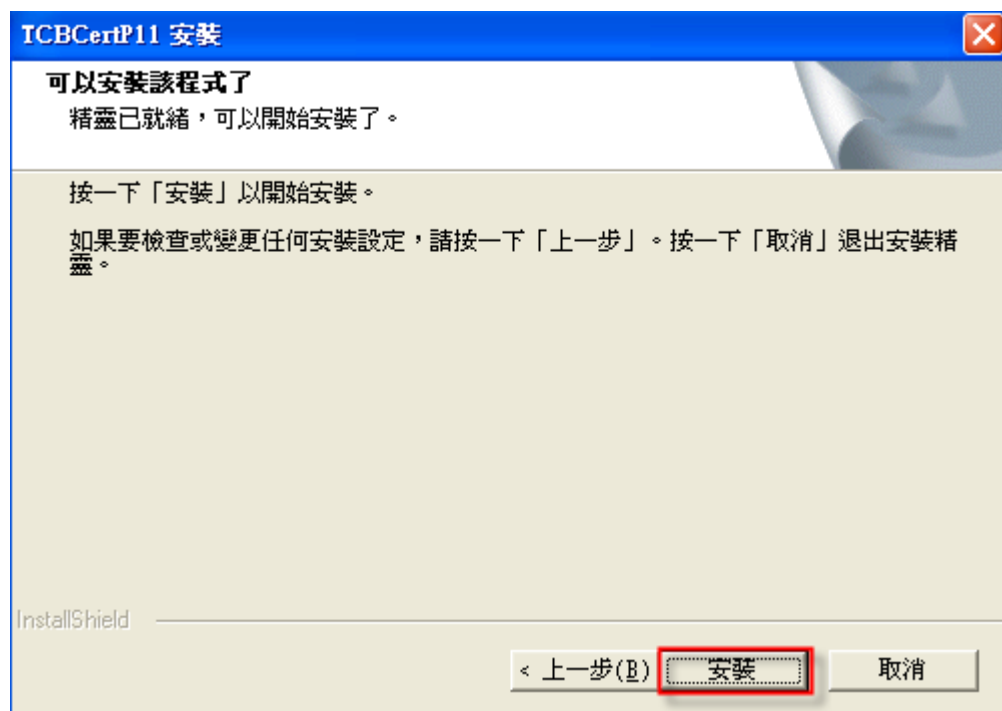 TCBCertP11 安裝
可以安裝該程式了
精靈已就緒，可以開始安裝了。
按一下「安裝」以開始安裝。
如果要檢查或變更任何安裝設定，請按一下「上一步」。按一下「取消」退出安裝精
靈。
InstallShield
< 上一步(B)
安裝
取消